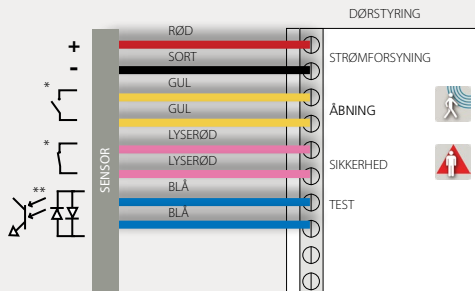 DØRSTYRING
RØD
+
STRØMFORSYNING
SORT
-
GUL
*
ÅBNING
GUL
LYSERØD
*
SIKKERHED
LYSERØD
SENSOR
BLÅ
**
TEST
BLÅ